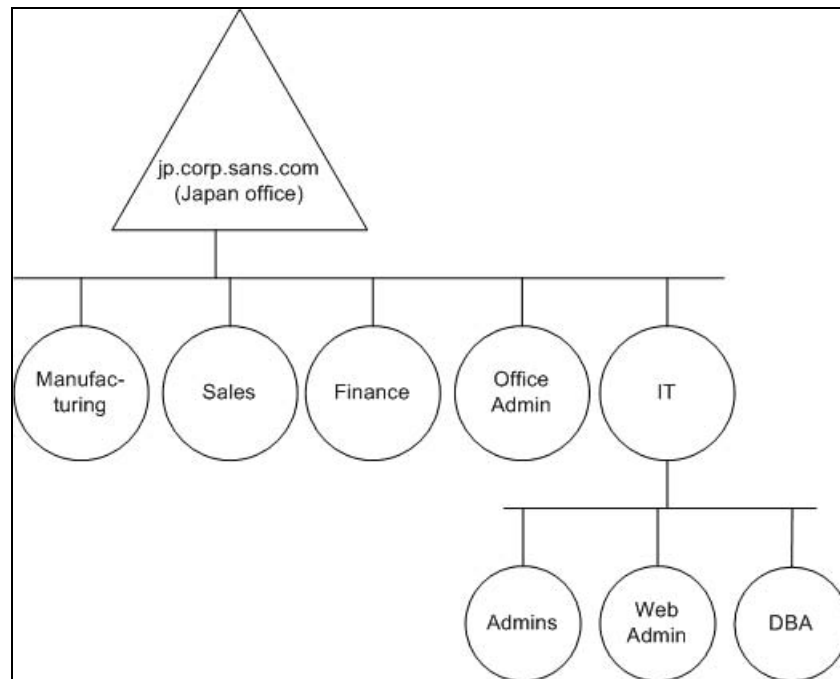 jp.corp.sans.com
(Japan office)
Manufac-
turing
Sales
Finance
Office
Admin
IT
Admins
Web
Admin
DBA